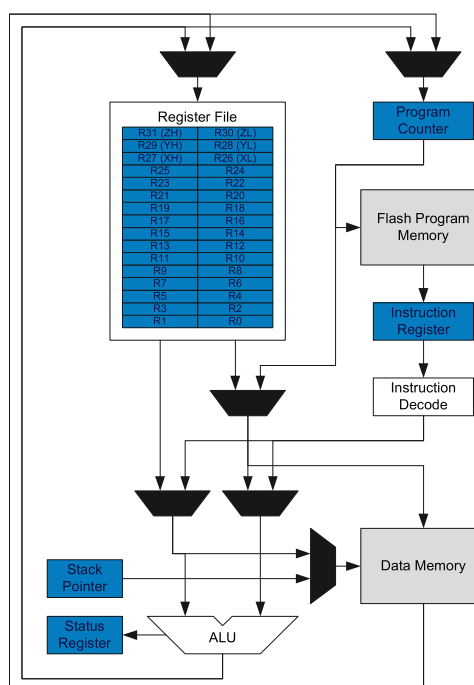 Register File
R31 (ZH) R30 (ZL)
R29 (YH) R28 (YL)
R27 (XH) R26 (XL)
R25 R24
R23 R22
R21 R20
R19 R18
R17 R16
R15 R14
R13 R12
R11 R10
R9 R8
R7 R6
R5 R4
R3 R2
R1 R0
Program
Counter
Flash Program
Memory
Instruction
Register
Instruction
Decode
Stack
Pointer
Data Memory
Status
Register
ALU